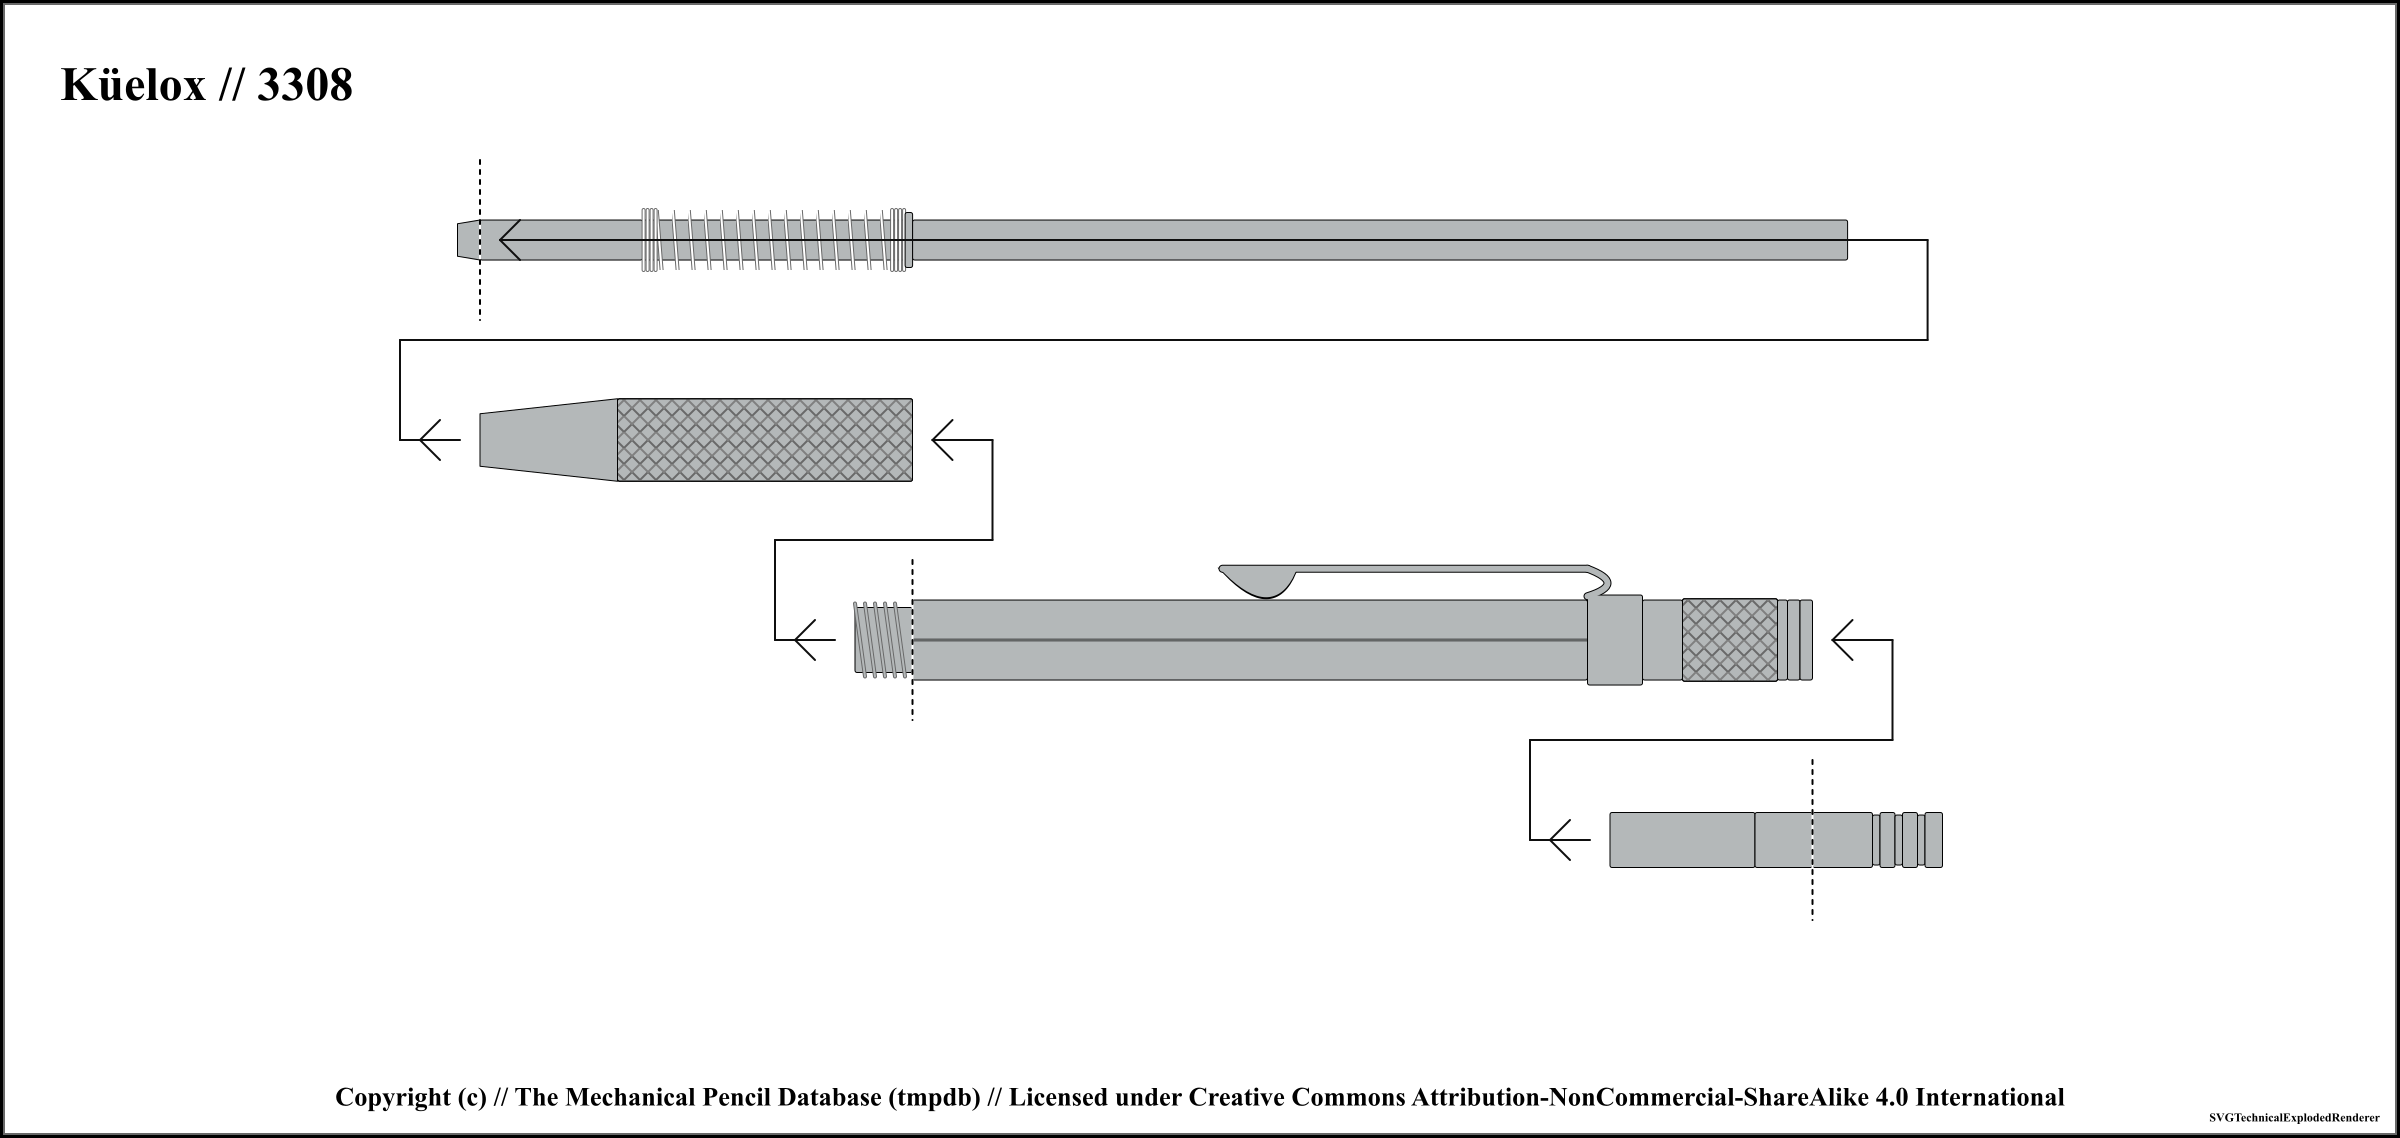 Küelox // 3308
Copyright (c) // The Mechanical Pencil Database (tmpdb) // Licensed under Creative Commons Attribution-NonCommercial-ShareAlike 4.0 International
SVGTechnicalExplodedRenderer